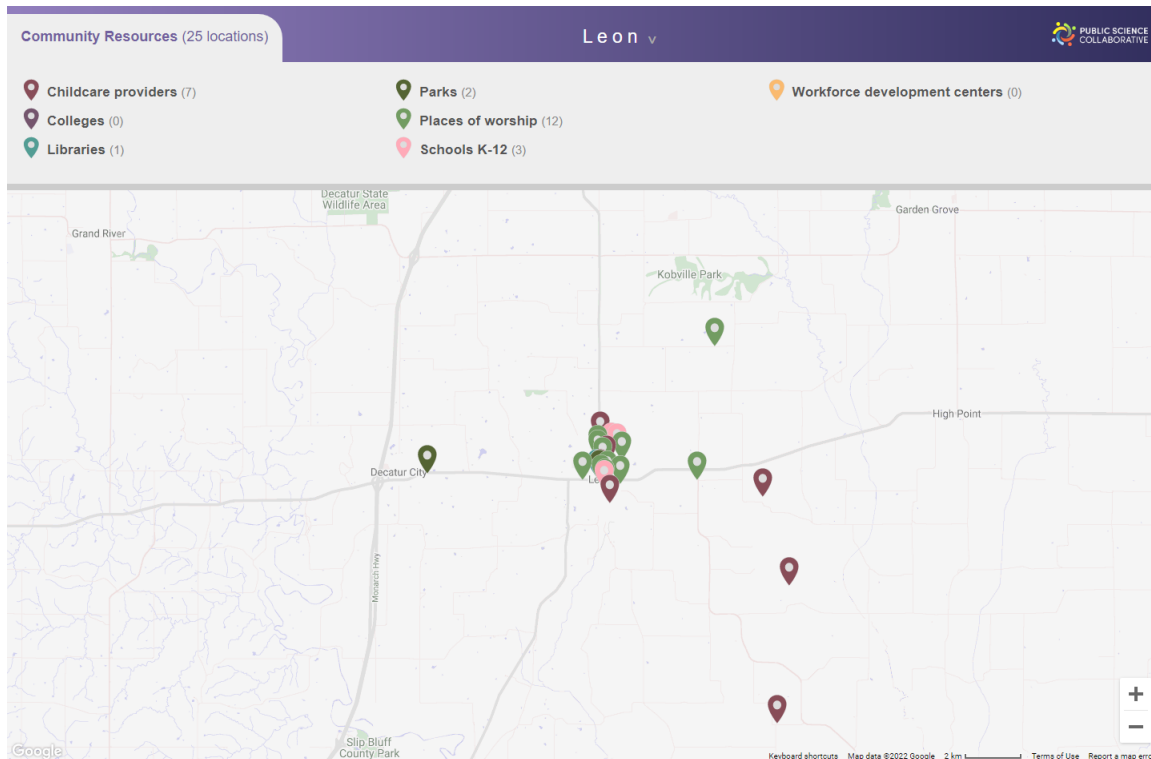 Community Resources (25 locations)
Leon v
PUBLIC SCIENCE
COLLABORATIVE
Childcare providers (7)
Parks (2)
Workforce development centers (0)
Colleges (0)
Places of worship (12)
Libraries (1)
Schools K-12 (3)
Decatur State
Wildlife Area
Garden Grove
Grand River
Kobville Park
High Point
Decatur City
Monarch Hwy
Slip Bluff
County Park
Google
Keyboard shortcuts Map data ©2022 Google 2 km Terms of Use Report a map erro